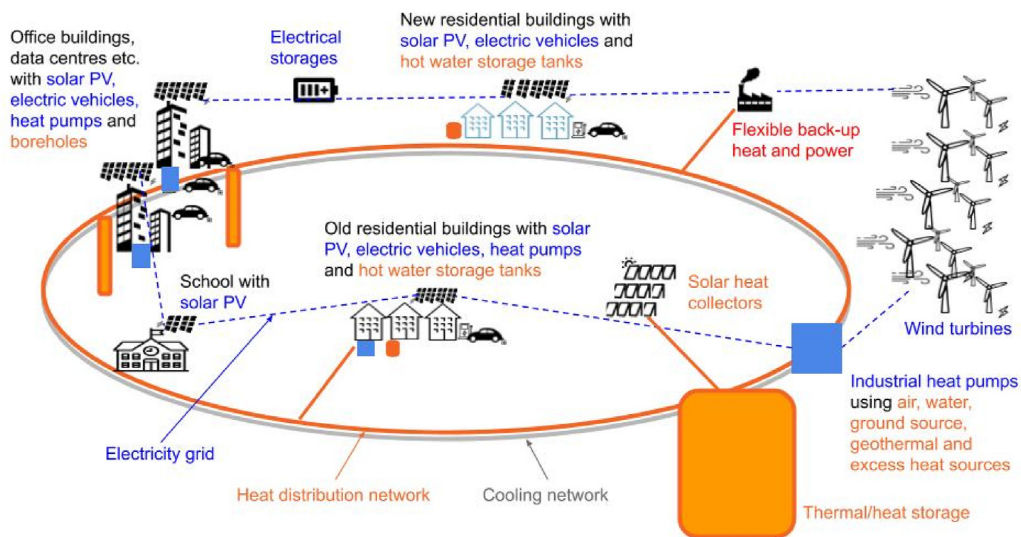 Office buildings,
data centres etc.
with solar PV,
electric vehicles,
heat pumps and
boreholes
Electrical
storages
New residential buildings with
solar PV, electric vehicles and
hot water storage tanks
Flexible back-up
heat and power
Old residential buildings with solar
PV, electric vehicles, heat pumps
and hot water storage tanks
School with
solar PV
Solar heat
collectors
Wind turbines
Industrial heat pumps
using air, water,
ground source,
geothermal and
excess heat sources
Electricity grid
Heat distribution network
Cooling network
Thermal/heat storage